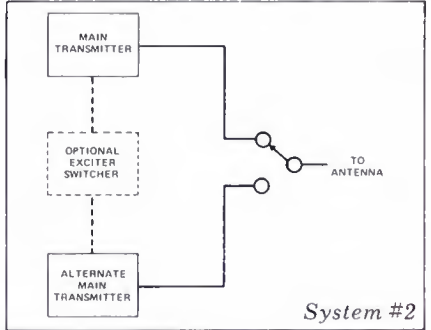 MAIN
TRANSMITTER
OPTIONAL
EXCITER
SWITCHER
TO
ANTENNA
ALTERNATE
MAIN
TRANSMITTER
System #2